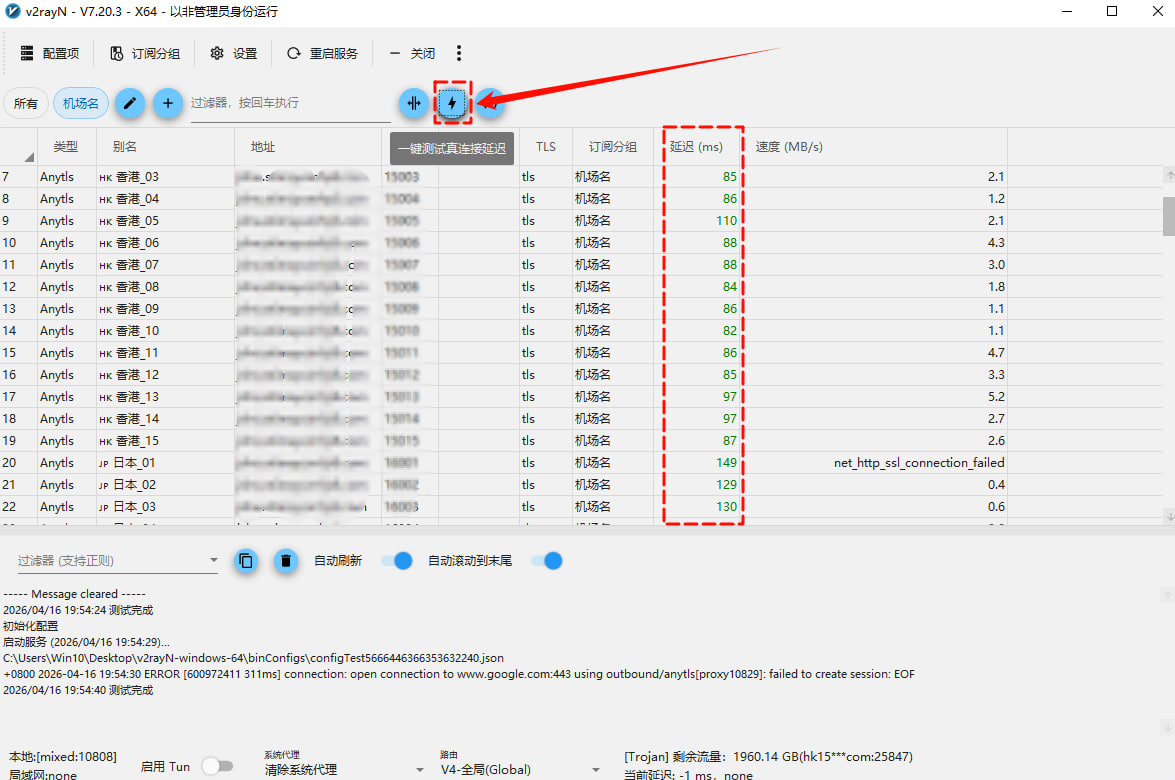 v2rayN - V7.20.3 - X64 - 以非管理员身份运行
配置项 订阅分组 设置 重启服务 关闭
所有 机场名 过滤器，按回车执行
类型 别名 地址 一键测试真连接延迟 TLS 订阅分组 延迟 (ms) 速度 (MB/s)
7 Anytls HK 香港_03 15003 tls 机场名 85 2.1
8 Anytls HK 香港_04 15004 tls 机场名 86 1.2
9 Anytls HK 香港_05 15005 tls 机场名 110 2.1
10 Anytls HK 香港_06 15006 tls 机场名 88 4.3
11 Anytls HK 香港_07 15007 tls 机场名 88 3.0
12 Anytls HK 香港_08 15008 tls 机场名 84 1.8
13 Anytls HK 香港_09 15009 tls 机场名 86 1.1
14 Anytls HK 香港_10 15010 tls 机场名 82 1.1
15 Anytls HK 香港_11 15011 tls 机场名 86 4.7
16 Anytls HK 香港_12 15012 tls 机场名 85 3.3
17 Anytls HK 香港_13 15013 tls 机场名 97 5.2
18 Anytls HK 香港_14 15014 tls 机场名 97 2.7
19 Anytls HK 香港_15 15015 tls 机场名 87 2.6
20 Anytls JP 日本_01 16001 tls 机场名 149 net_http_ssl_connection_failed
21 Anytls JP 日本_02 16002 tls 机场名 129 0.4
22 Anytls JP 日本_03 16003 tls 机场名 130 0.6
过滤器 (支持正则) 自动刷新 自动滚动到末尾
----- Message cleared -----
2026/04/16 19:54:24 测试完成
初始化配置
启动服务 (2026/04/16 19:54:29)...
C:\Users\Win10\Desktop\v2rayN-windows-64\binConfigs\configTest5666446366353632240.json
+0800 2026-04-16 19:54:30 ERROR [600972411 311ms] connection: open connection to www.google.com:443 using outbound/anytls[proxy10829]: failed to create session: EOF
2026/04/16 19:54:40 测试完成
本地:[mixed:10808] 启用 Tun 系统代理 路由 [Trojan] 剩余流量：1960.14 GB(hk15***com:25847)
局域网:none 清除系统代理 V4-全局(Global) 当前延迟: -1 ms，none